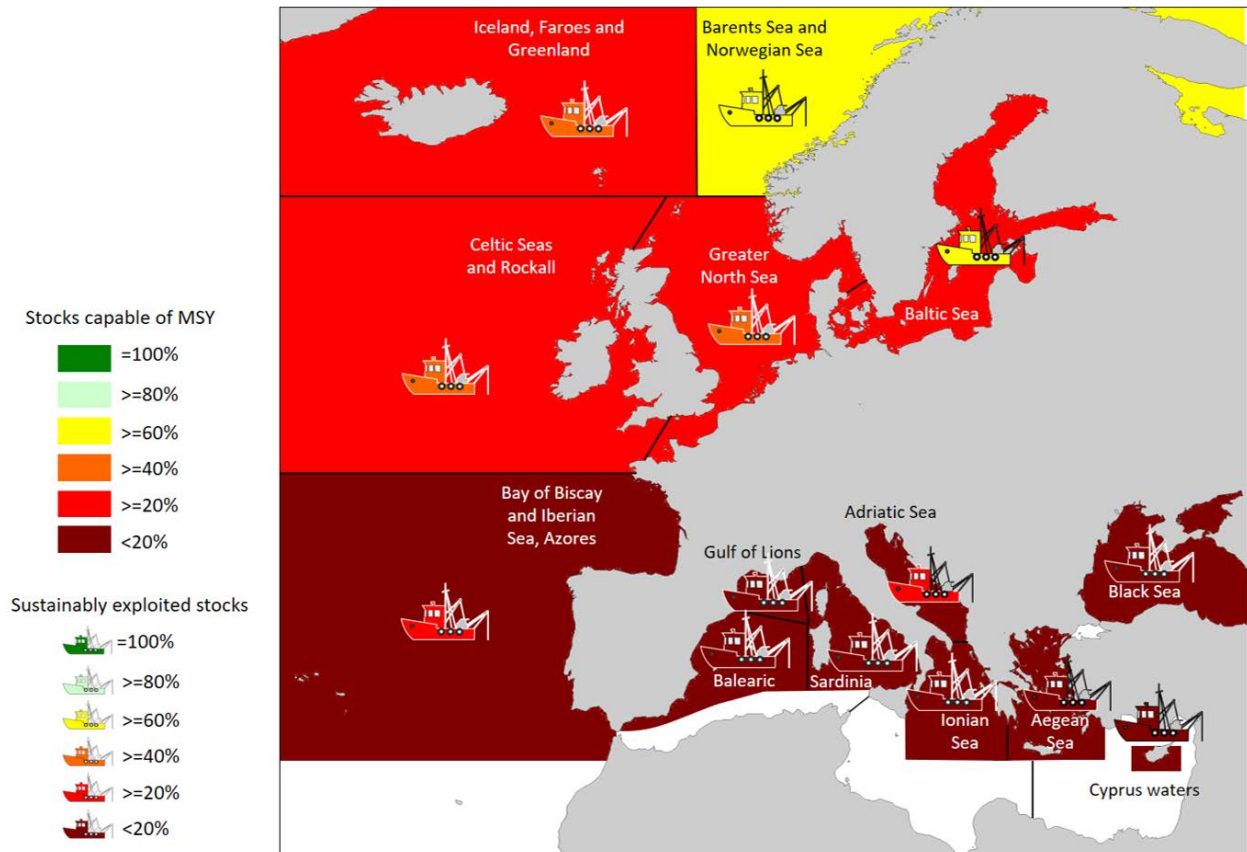 Iceland, Faroes and
Greenland
Barents Sea and
Norwegian Sea
Celtic Seas
and Rockall
Greater
North Sea
Baltic Sea
Stocks capable of MSY
=100%
>=80%
>=60%
>=40%
>=20%
<20%
Bay of Biscay
and Iberian
Sea, Azores
Adriatic Sea
Gulf of Lions
Black Sea
Balearic
Sardinia
Ionian
Sea
Aegean
Sea
Cyprus waters
Sustainably exploited stocks
=100%
>=80%
>=60%
>=40%
>=20%
<20%